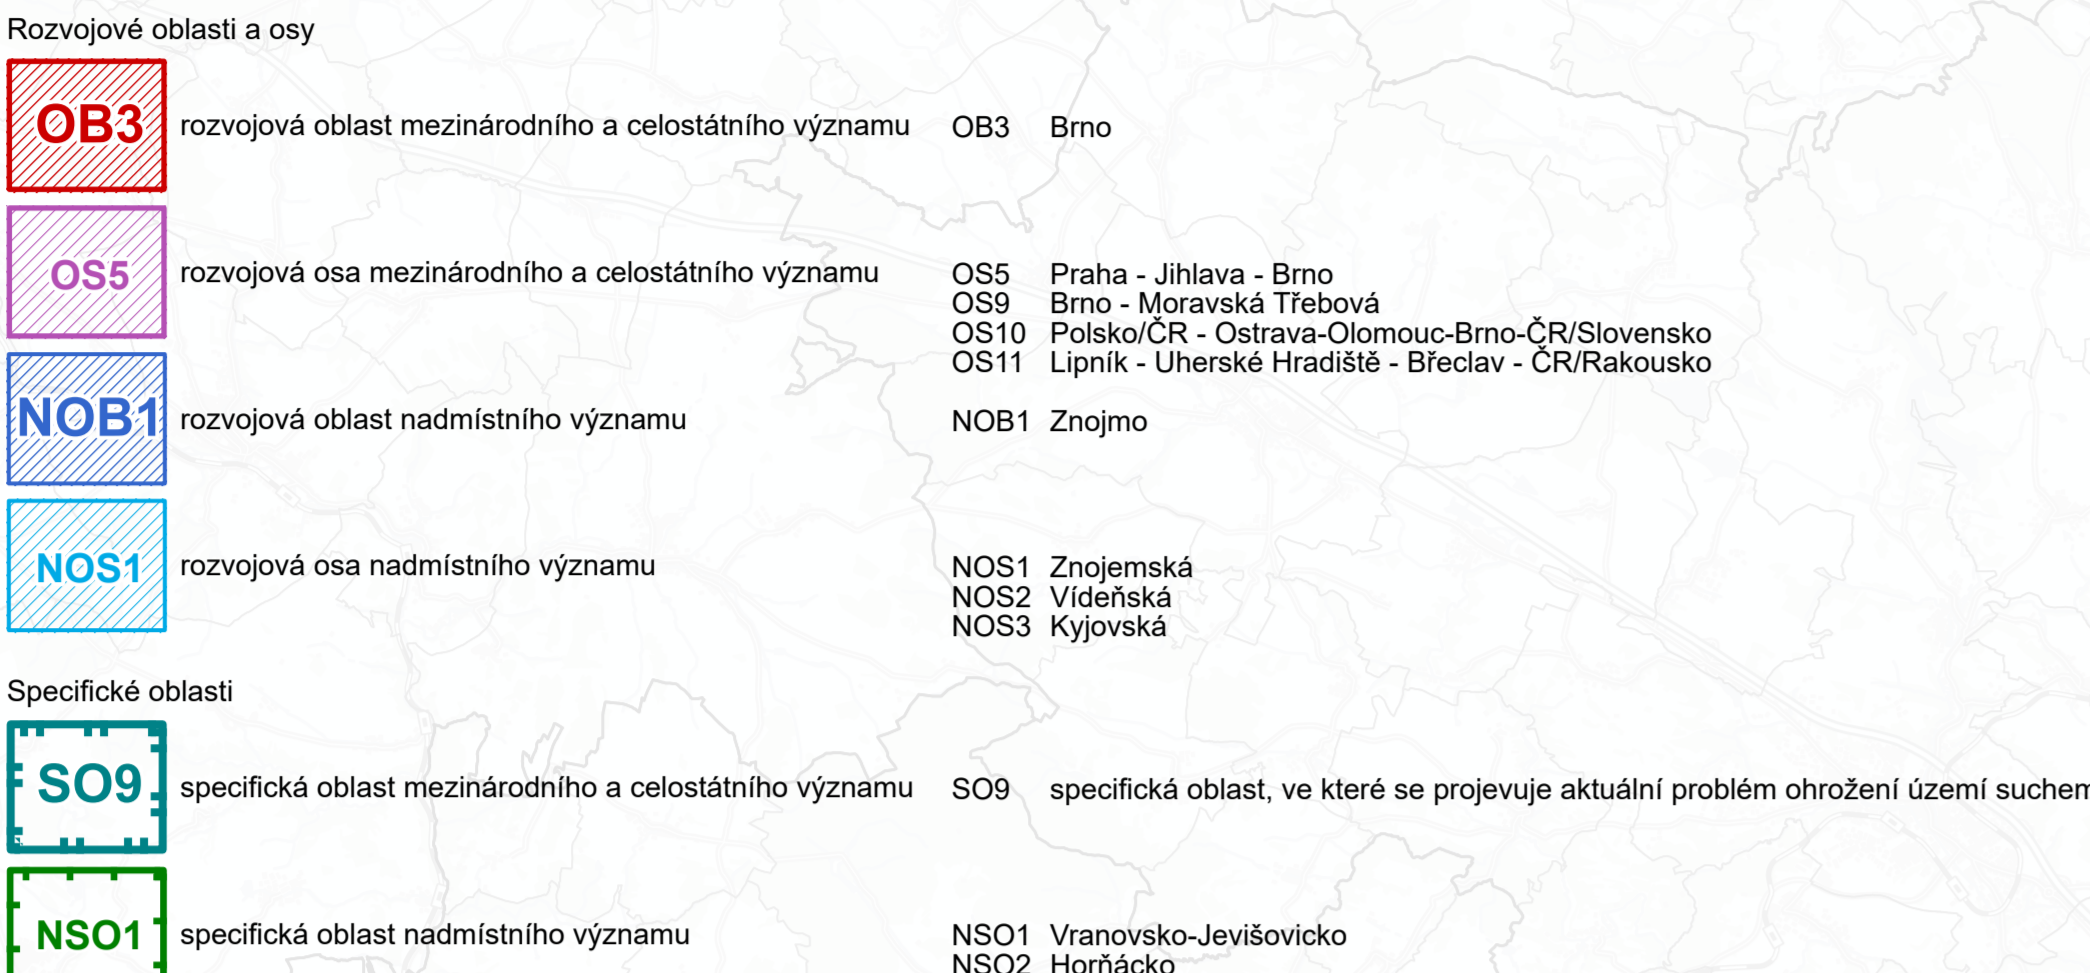 Rozvojové oblasti a osy
OB3 rozvojová oblast mezinárodního a celostátního významu OB3 Brno
OS5 rozvojová osa mezinárodního a celostátního významu OS5 Praha - Jihlava - Brno
OS9 Brno - Moravská Třebová
OS10 Polsko/ČR - Ostrava-Olomouc-Brno-ČR/Slovensko
OS11 Lipník - Uherské Hradiště - Břeclav - ČR/Rakousko
NOB1 rozvojová oblast nadmístního významu NOB1 Znojmo
NOS1 rozvojová osa nadmístního významu NOS1 Znojemská
NOS2 Vídeňská
NOS3 Kyjovská
Specifické oblasti
SO9 specifická oblast mezinárodního a celostátního významu SO9 specifická oblast, ve které se projevuje aktuální problém ohrožení území suchem
NSO1 specifická oblast nadmístního významu NSO1 Vranovsko-Jevišovicko
NSO2 Horňácko